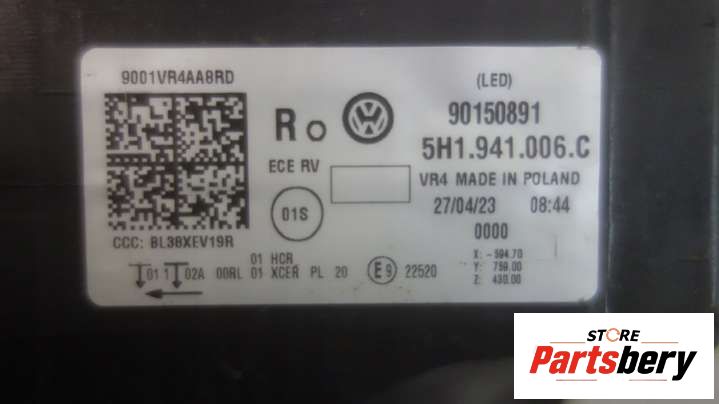 9001VR4AA8RD
(LED)
R
90150891
5H1.941.006.C
ECE RV
VR4 MADE IN POLAND
01S
27/04/23 08:44
0000
CCC: BL38XEV19R
X: -594.70
Y: 759.00
Z: 430.00
01 HCR
01 1 02A 00RL 01 XCER PL 20 E9 22520
STORE
Partsbery